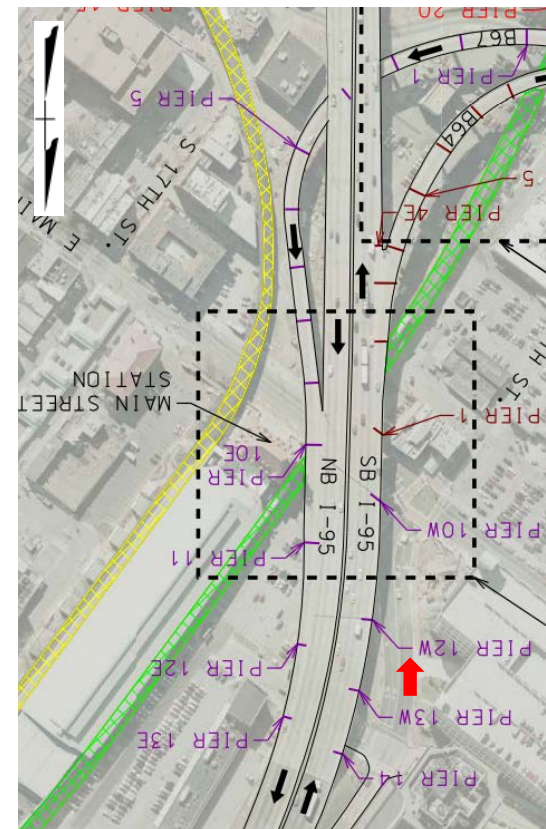 PIER 20
B67
PIER 1
PIER 5
B64
S 17TH
ST.
E MAIN
5
PIER 4E
MAIN STREET
STATION
TH ST.
PIER 1
PIER
10E
NB I-95
SB I-95
PIER 10W
PIER 11
PIER 12E
PIER 12W
PIER 13E
PIER 13W
PIER 14